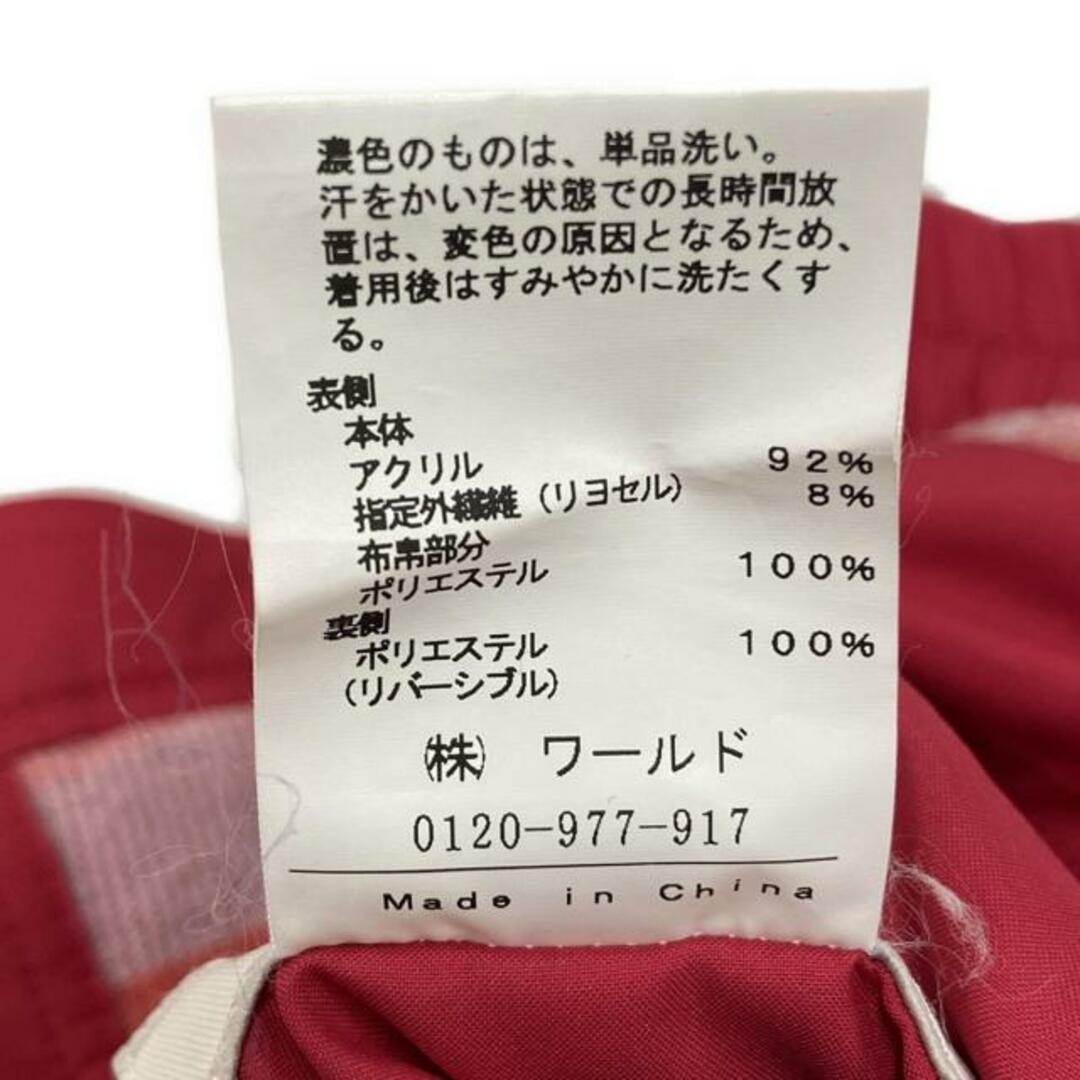 濃色のものは、単品洗い。
汗をかいた状態での長時間放
置は、変色の原因となるため、
着用後はすみやかに洗たくす
る。
表側
本体
アクリル 92%
指定外繊維(リヨセル) 8%
布帛部分
ポリエステル 100%
裏側
ポリエステル 100%
(リバーシブル)
㈱ ワールド
0120-977-917
Made in China